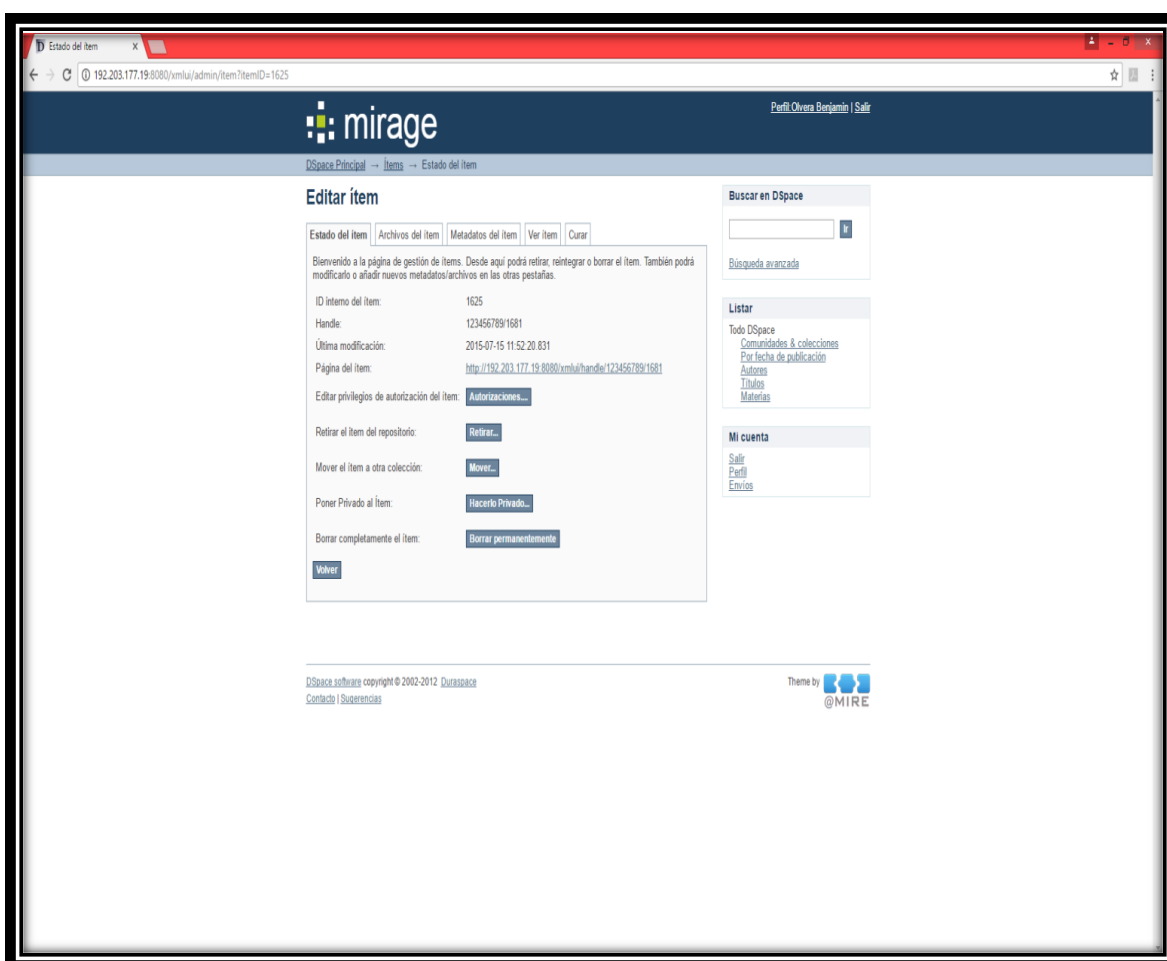 Estado del ítem
192.203.177.19:8080/xmlui/admin/item?itemID=1625
mirage
Perfil:Olvera Benjamin | Salir
DSpace Principal → Ítems → Estado del ítem
Editar ítem
Estado del ítem Archivos del ítem Metadatos del ítem Ver ítem Curar
Bienvenido a la página de gestión de ítems. Desde aquí podrá retirar, reintegrar o borrar el ítem. También podrá
modificarlo o añadir nuevos metadatos/archivos en las otras pestañas.
ID interno del ítem: 1625
Handle: 123456789/1681
Última modificación: 2015-07-15 11:52:20.831
Página del ítem: http://192.203.177.19:8080/xmlui/handle/123456789/1681
Editar privilegios de autorización del ítem: Autorizaciones....
Retirar el ítem del repositorio: Retirar...
Mover el ítem a otra colección: Mover...
Poner Privado al Ítem: Hacerlo Privado...
Borrar completamente el ítem: Borrar permanentemente
Volver
Buscar en DSpace
Ir
Búsqueda avanzada
Listar
Todo DSpace
Comunidades & colecciones
Por fecha de publicación
Autores
Títulos
Materias
Mi cuenta
Salir
Perfil
Envíos
DSpace software copyright © 2002-2012 Duraspace
Contacto | Sugerencias
Theme by
@MIRE